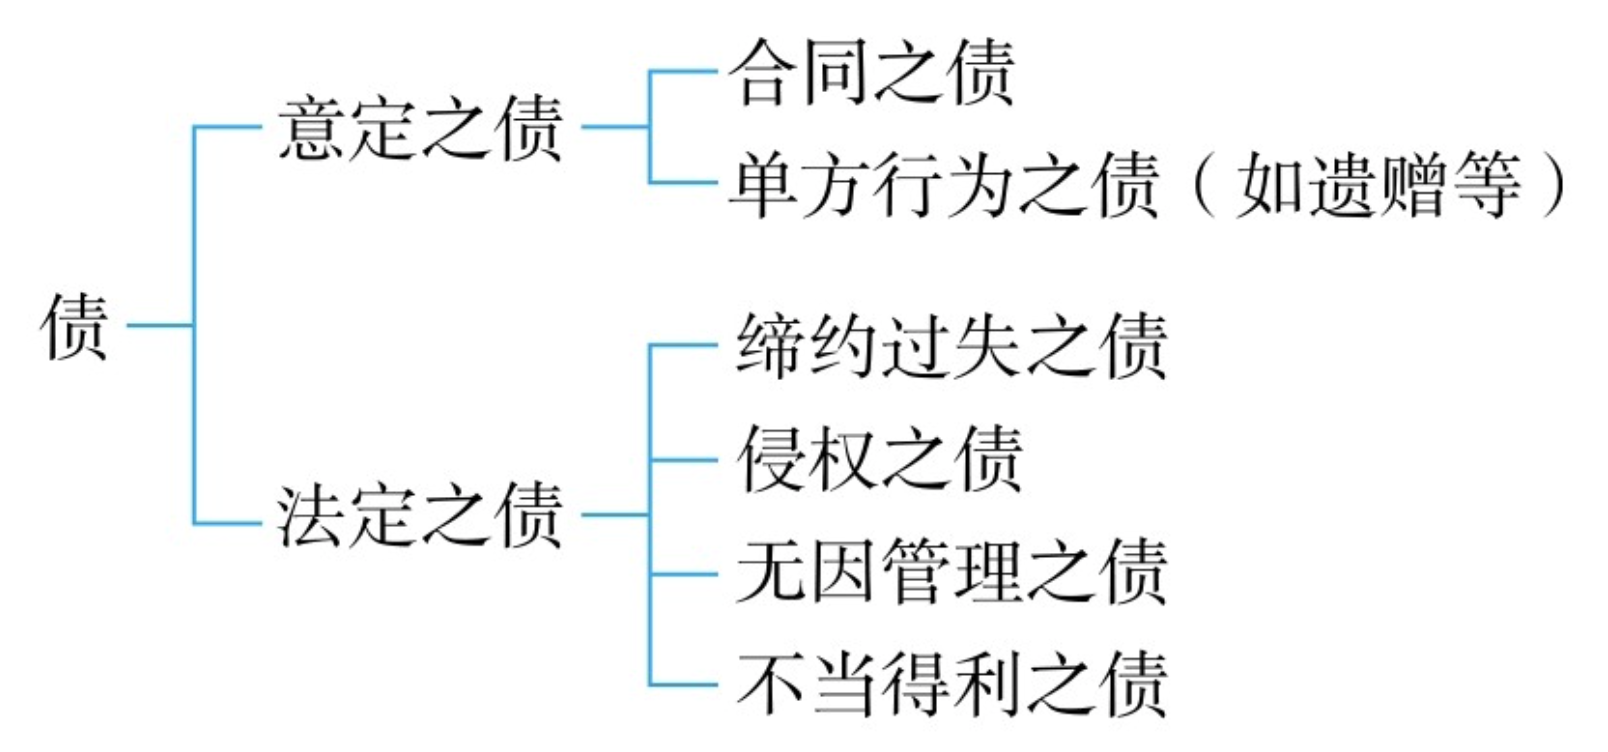 债
意定之债
合同之债
单方行为之债（如遗赠等）
法定之债
缔约过失之债
侵权之债
无因管理之债
不当得利之债